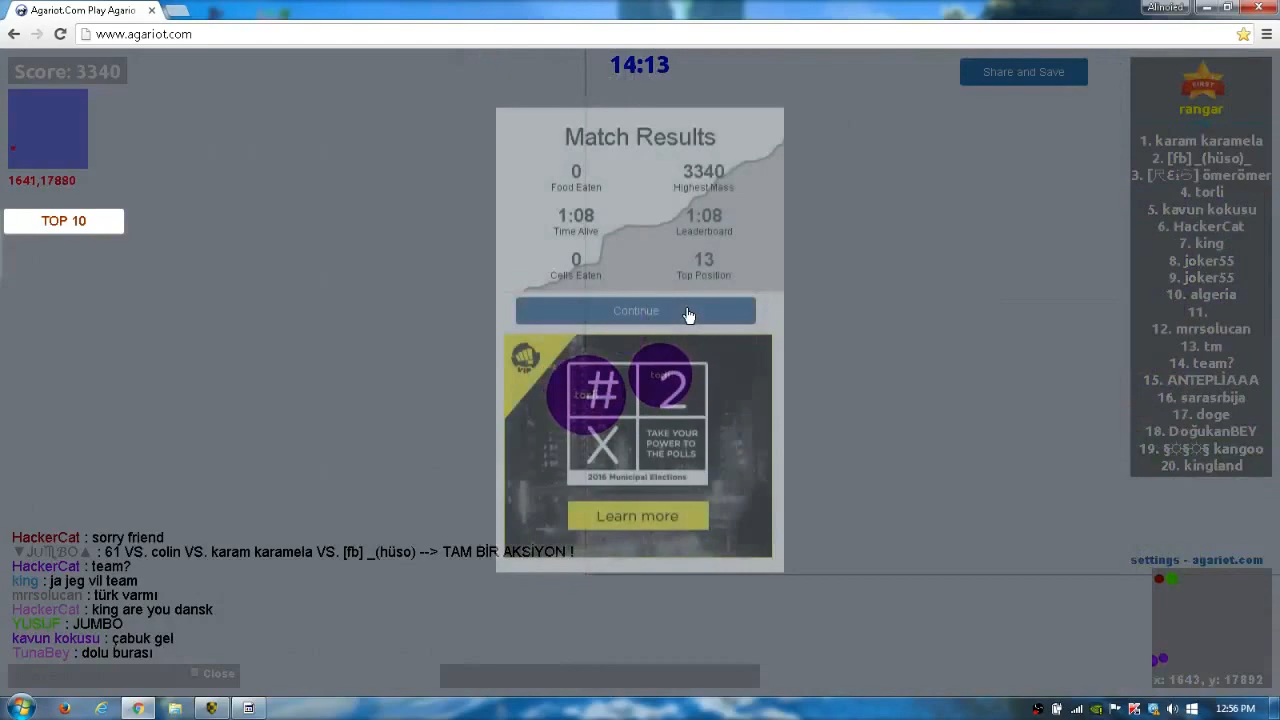 Agariot.Com Play Agario
Almoied
www.agariot.com
Score: 3340
14:13
Share and Save
1641,17880
TOP 10
Match Results
0
3340
Food Eaten
Highest Mass
1:08
1:08
Time Alive
Leaderboard
0
13
Cells Eaten
Top Position
Continue
VIP
# 2
X
TAKE YOUR
POWER TO
THE POLLS
2016 Municipal Elections
Learn more
FIRST
rangar
1. karam karamela
2. [fb] _(hüso)_
3. ömerömer
4. torli
5. kavun kokusu
6. HackerCat
7. king
8. joker55
9. joker55
10. algeria
11.
12. mrrsolucan
13. tm
14. team?
15. ANTEPLİAAA
16. sarasrbija
17. doge
18. DoğukanBEY
19. §☼§☼§ kangoo
20. kingland
HackerCat : sorry friend
: 61 VS. colin VS. karam karamela VS. [fb] _(hüso) --> TAM BİR AKSİYON !
HackerCat : team?
king : ja jeg vil team
mrrsolucan : türk varmı
HackerCat : king are you dansk
YUSUF : JUMBO
kavun kokusu : çabuk gel
TunaBey : dolu burası
Close
settings - agariot.com
x: 1643, y: 17892
12:56 PM